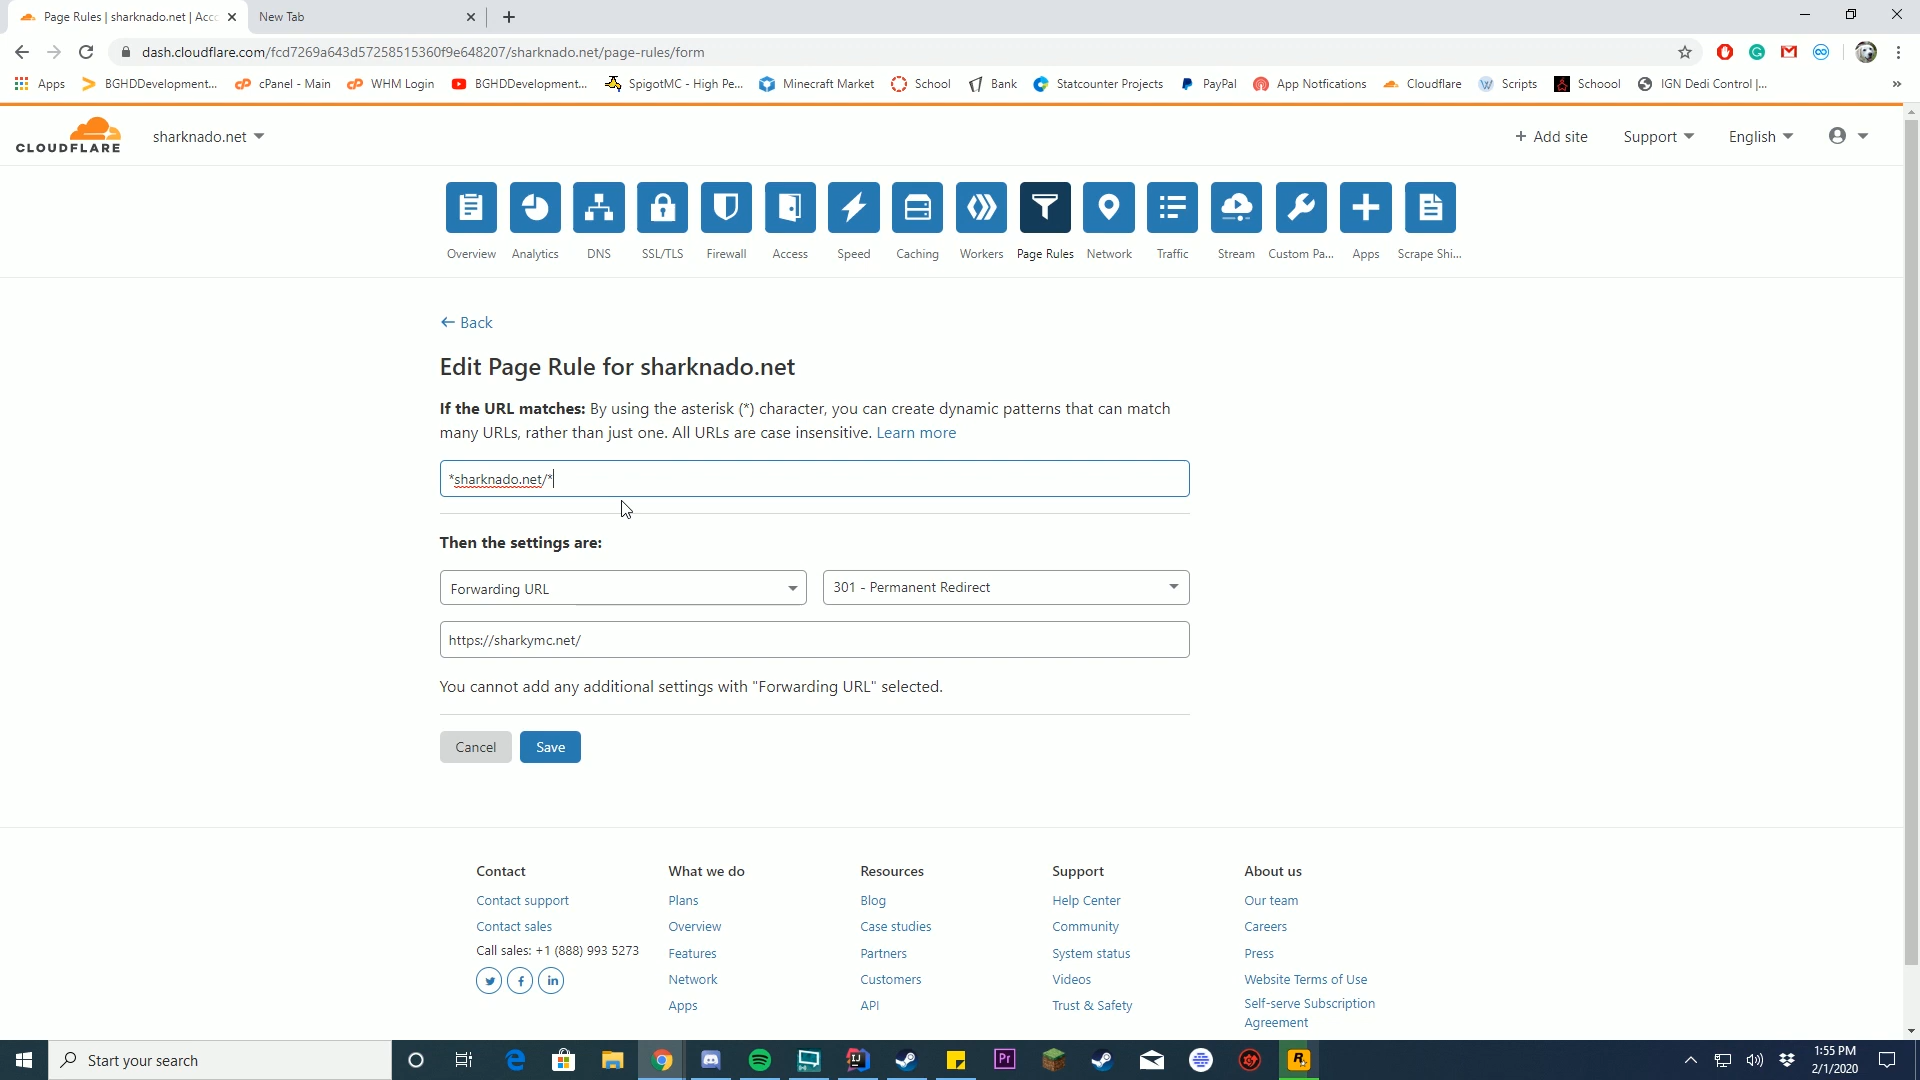 Page Rules | sharknado.net | Acco
New Tab
dash.cloudflare.com/fcd7269a643d57258515360f9e648207/sharknado.net/page-rules/form
Apps
BGHDDevelopment...
cPanel - Main
WHM Login
BGHDDevelopment...
SpigotMC - High Pe...
Minecraft Market
School
Bank
Statcounter Projects
PayPal
App Notfications
Cloudflare
Scripts
Schoool
IGN Dedi Control |...
CLOUDFLARE
sharknado.net
+ Add site
Support
English
Overview
Analytics
DNS
SSL/TLS
Firewall
Access
Speed
Caching
Workers
Page Rules
Network
Traffic
Stream
Custom Pa...
Apps
Scrape Shi...
← Back
Edit Page Rule for sharknado.net
If the URL matches: By using the asterisk (*) character, you can create dynamic patterns that can match
many URLs, rather than just one. All URLs are case insensitive. Learn more
*sharknado.net/*
Then the settings are:
Forwarding URL
301 - Permanent Redirect
https://sharkymc.net/
You cannot add any additional settings with "Forwarding URL" selected.
Cancel
Save
Contact
Contact support
Contact sales
Call sales: +1 (888) 993 5273
What we do
Plans
Overview
Features
Network
Apps
Resources
Blog
Case studies
Partners
Customers
API
Support
Help Center
Community
System status
Videos
Trust & Safety
About us
Our team
Careers
Press
Website Terms of Use
Self-serve Subscription
Agreement
Start your search
1:55 PM
2/1/2020